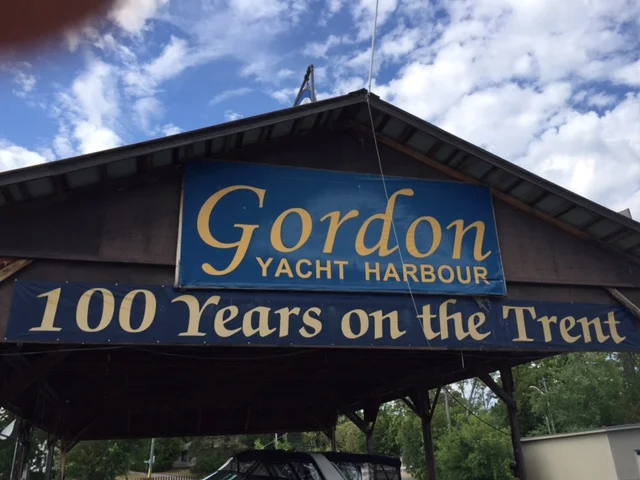 Gordon
YACHT HARBOUR
100 Years on the Trent